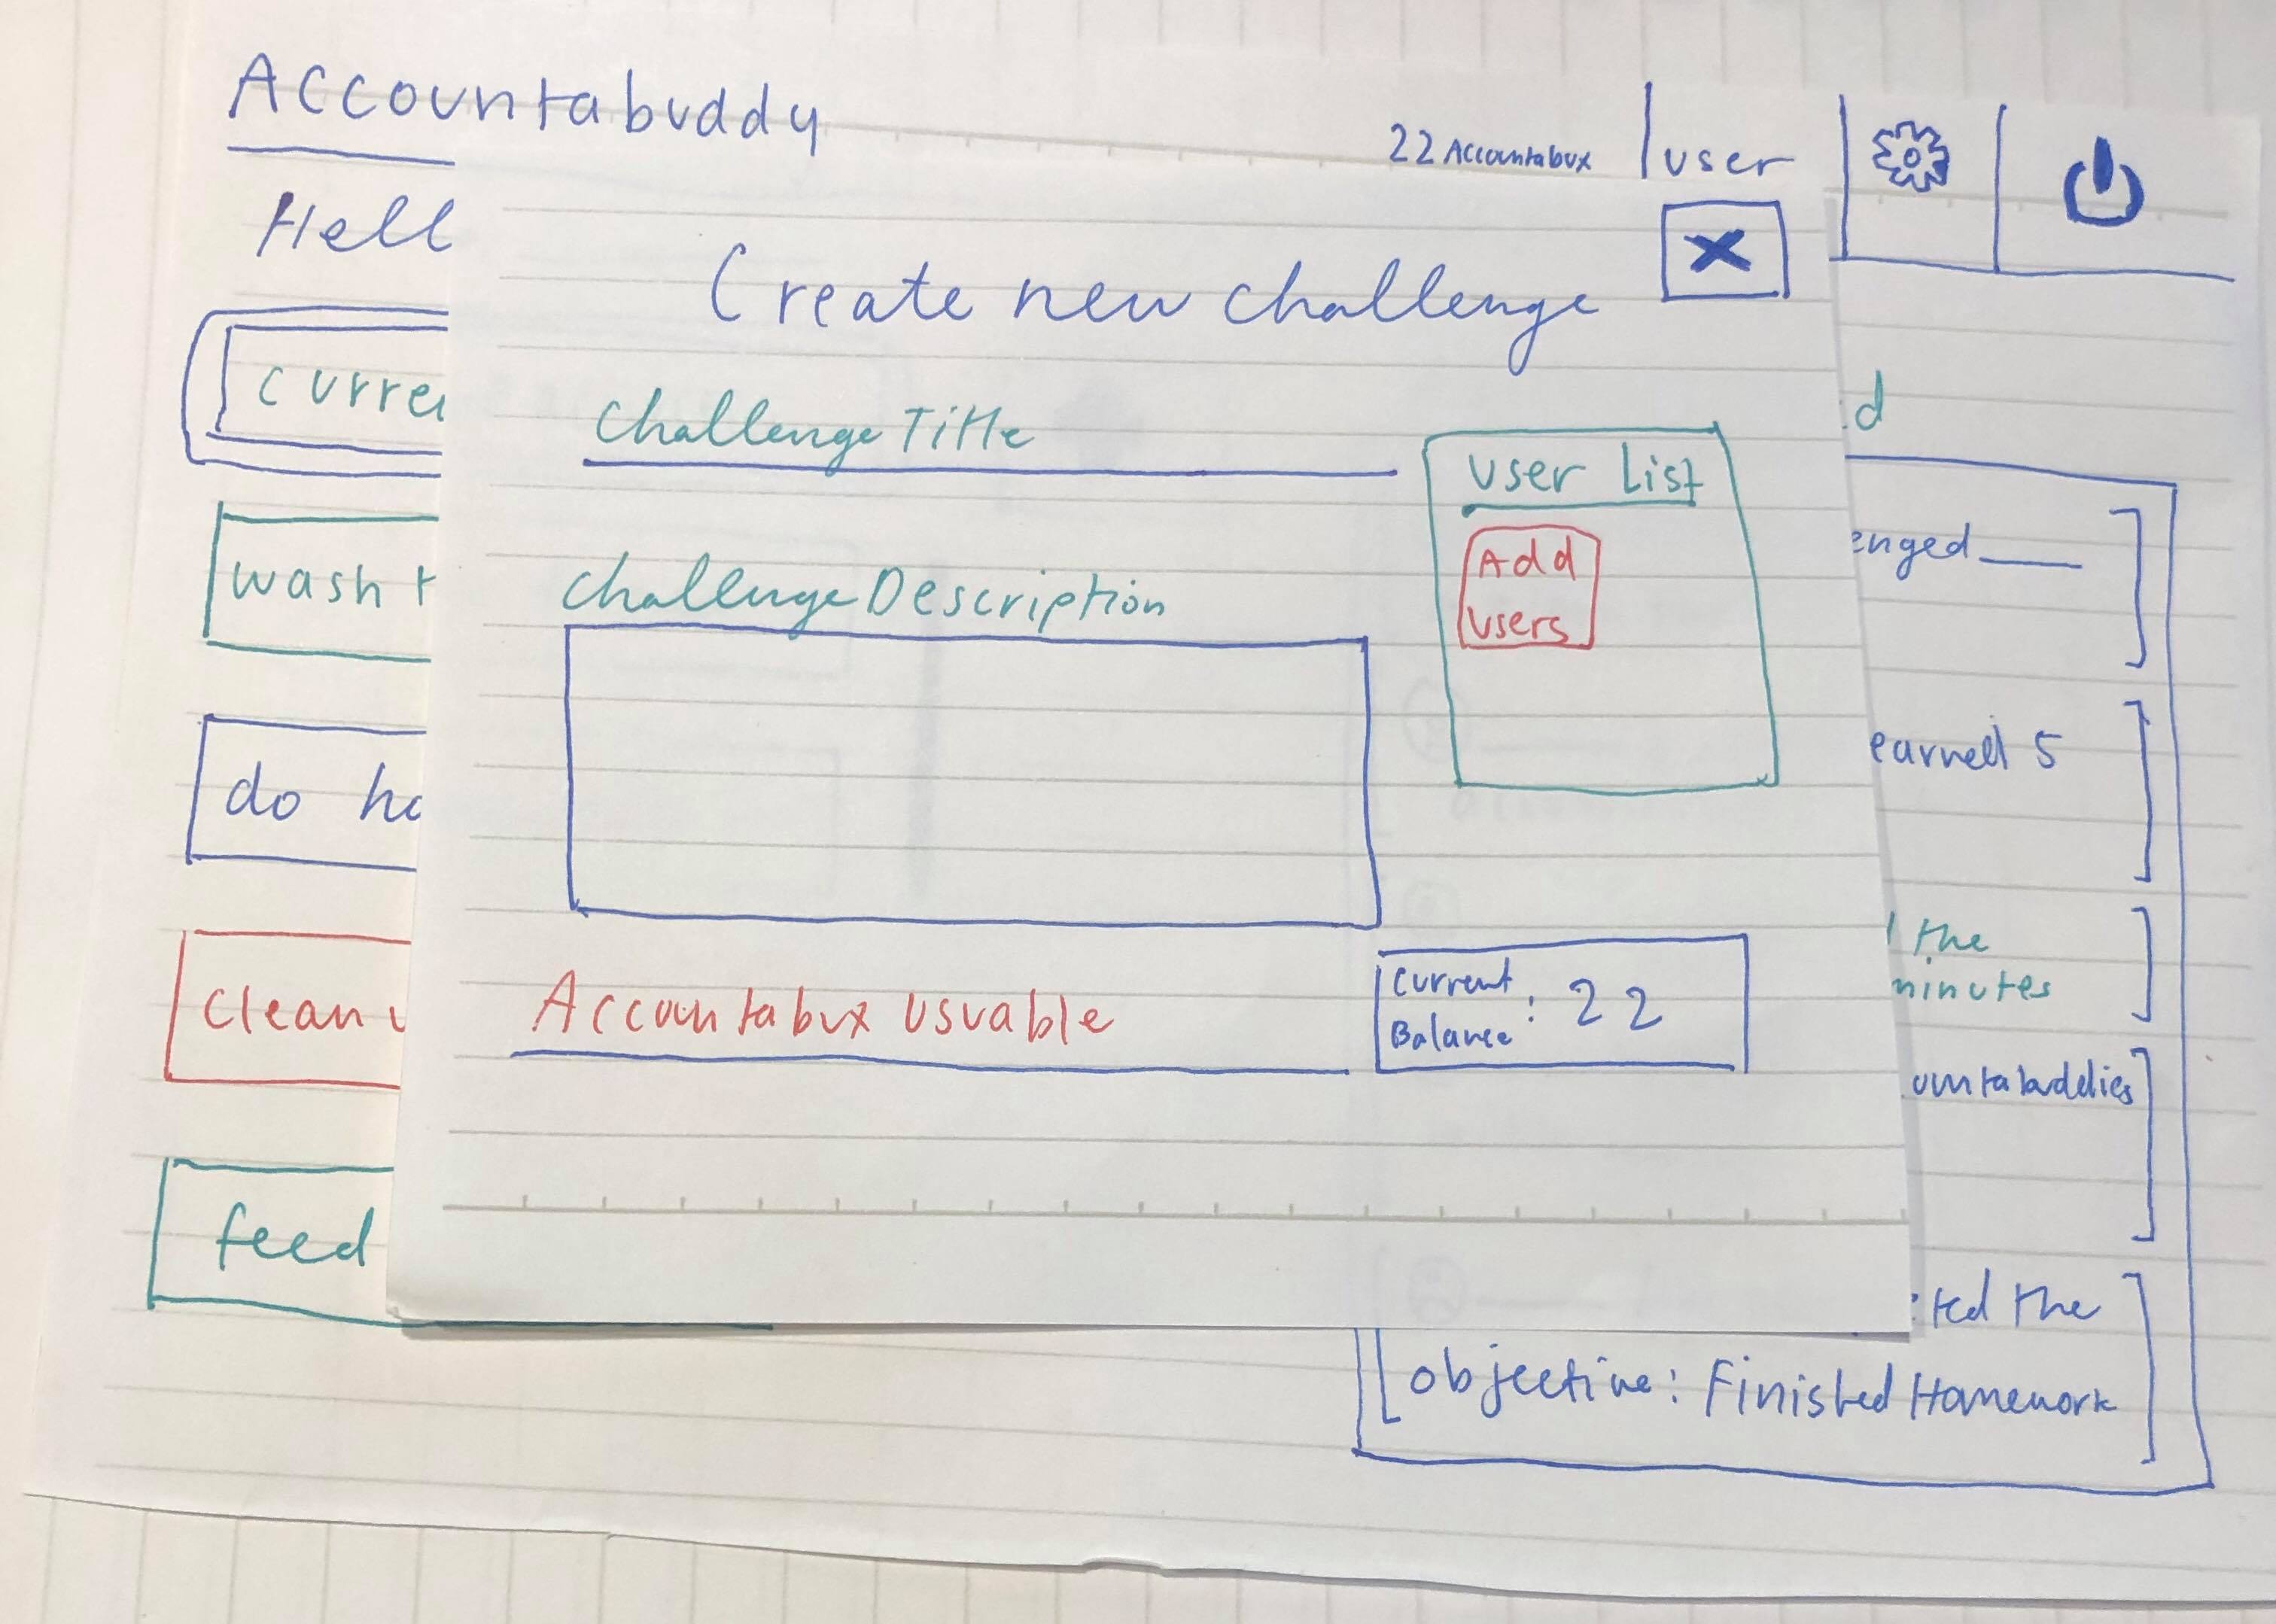 Accountabuddy
22 Accountabux
user
Hell
Create new challenge
X
curre
Challenge Title
User List
Add
Users
d
enged
wash t
Challenge Description
do ho
earned 5
the
minutes
clean u
Accountabux usuable
Current
Balance : 22
ountabuddies
feed
ted the
objective: Finished Homework